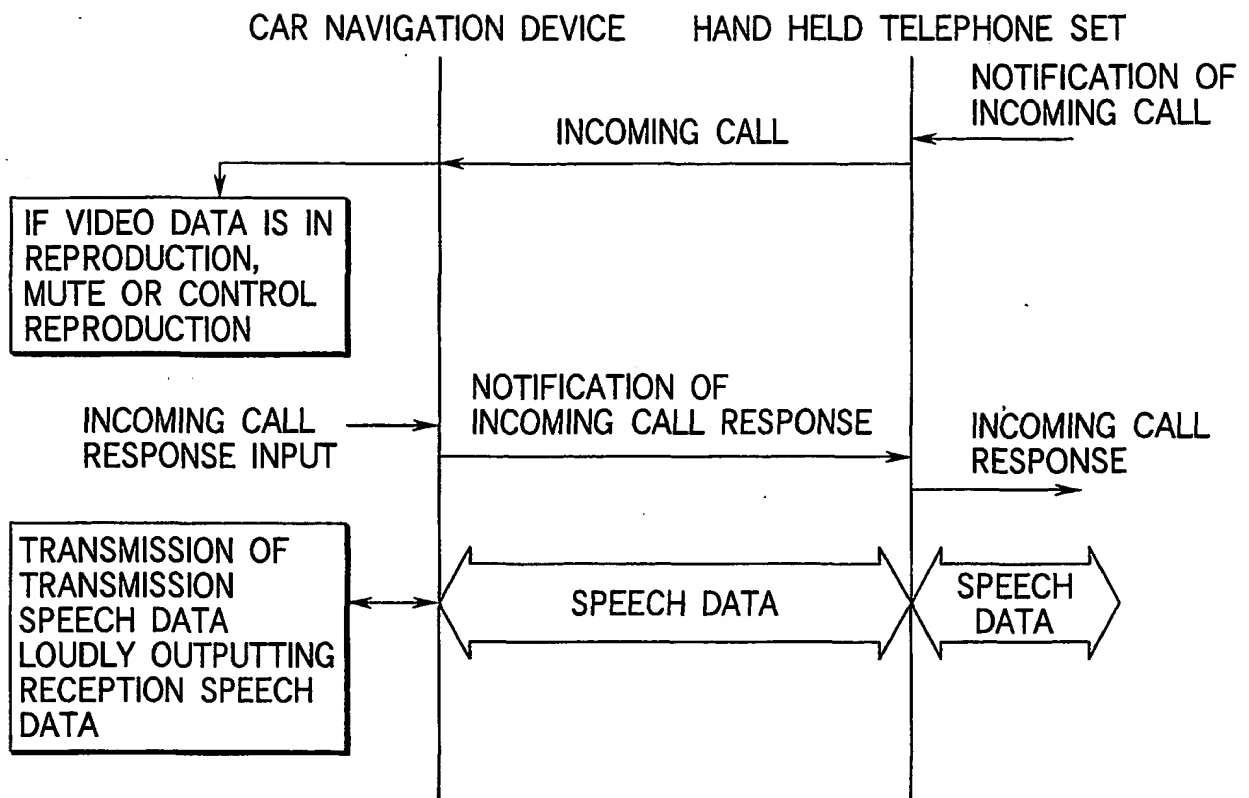 CAR NAVIGATION DEVICE
HAND HELD TELEPHONE SET
NOTIFICATION OF
INCOMING CALL
INCOMING CALL
IF VIDEO DATA IS IN
REPRODUCTION,
MUTE OR CONTROL
REPRODUCTION
NOTIFICATION OF
INCOMING CALL RESPONSE
INCOMING CALL
RESPONSE INPUT
INCOMING CALL
RESPONSE
TRANSMISSION OF
TRANSMISSION
SPEECH DATA
LOUDLY OUTPUTTING
RECEPTION SPEECH
DATA
SPEECH DATA
SPEECH
DATA